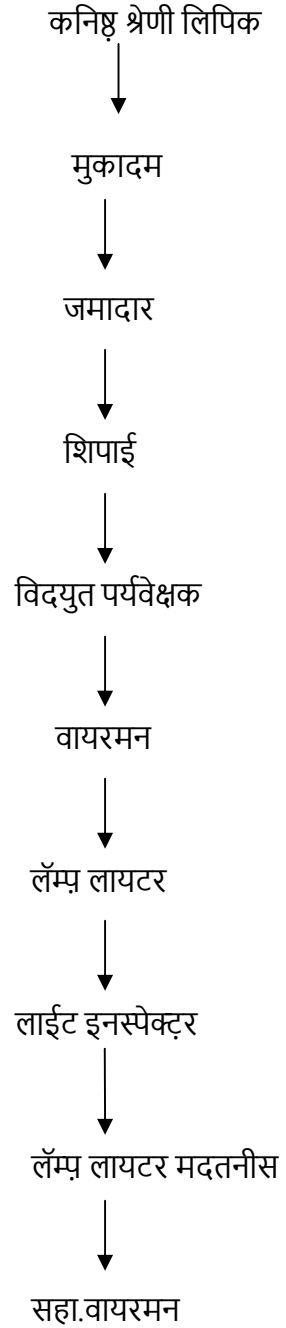 कनिष्ठ़ श्रेणी लिपिक
मुकादम
जमादार
शिपाई
विदयुत पर्यवेक्षक
वायरमन
लॅम्प़ लायटर
लाईट इनस्पेक्ट़र
लॅम्प़ लायटर मदतनीस
सहा.वायरमन